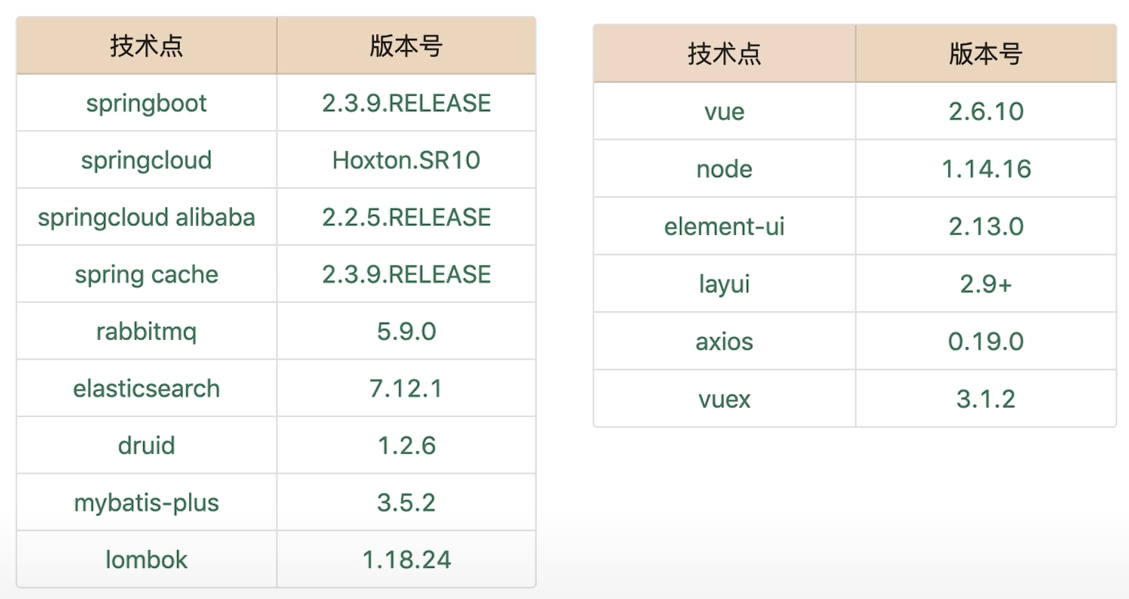 技术点 版本号
springboot 2.3.9.RELEASE
springcloud Hoxton.SR10
springcloud alibaba 2.2.5.RELEASE
spring cache 2.3.9.RELEASE
rabbitmq 5.9.0
elasticsearch 7.12.1
druid 1.2.6
mybatis-plus 3.5.2
lombok 1.18.24
技术点 版本号
vue 2.6.10
node 1.14.16
element-ui 2.13.0
layui 2.9+
axios 0.19.0
vuex 3.1.2